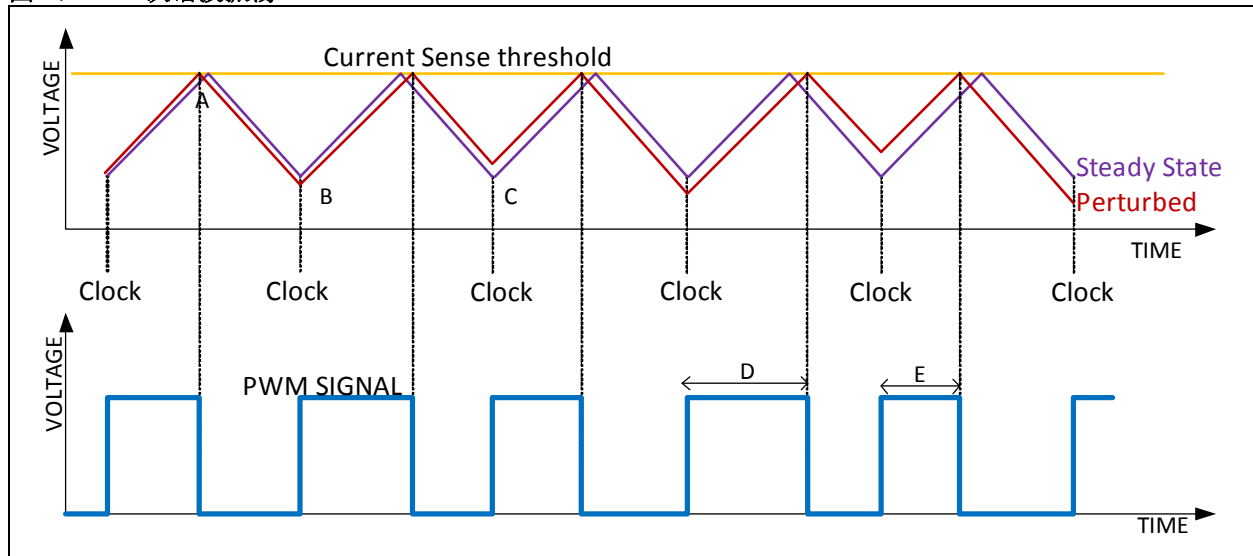 Current Sense threshold
VOLTAGE
A
B
C
Steady State
Perturbed
TIME
Clock
Clock
Clock
Clock
Clock
Clock
VOLTAGE
PWM SIGNAL
D
E
TIME